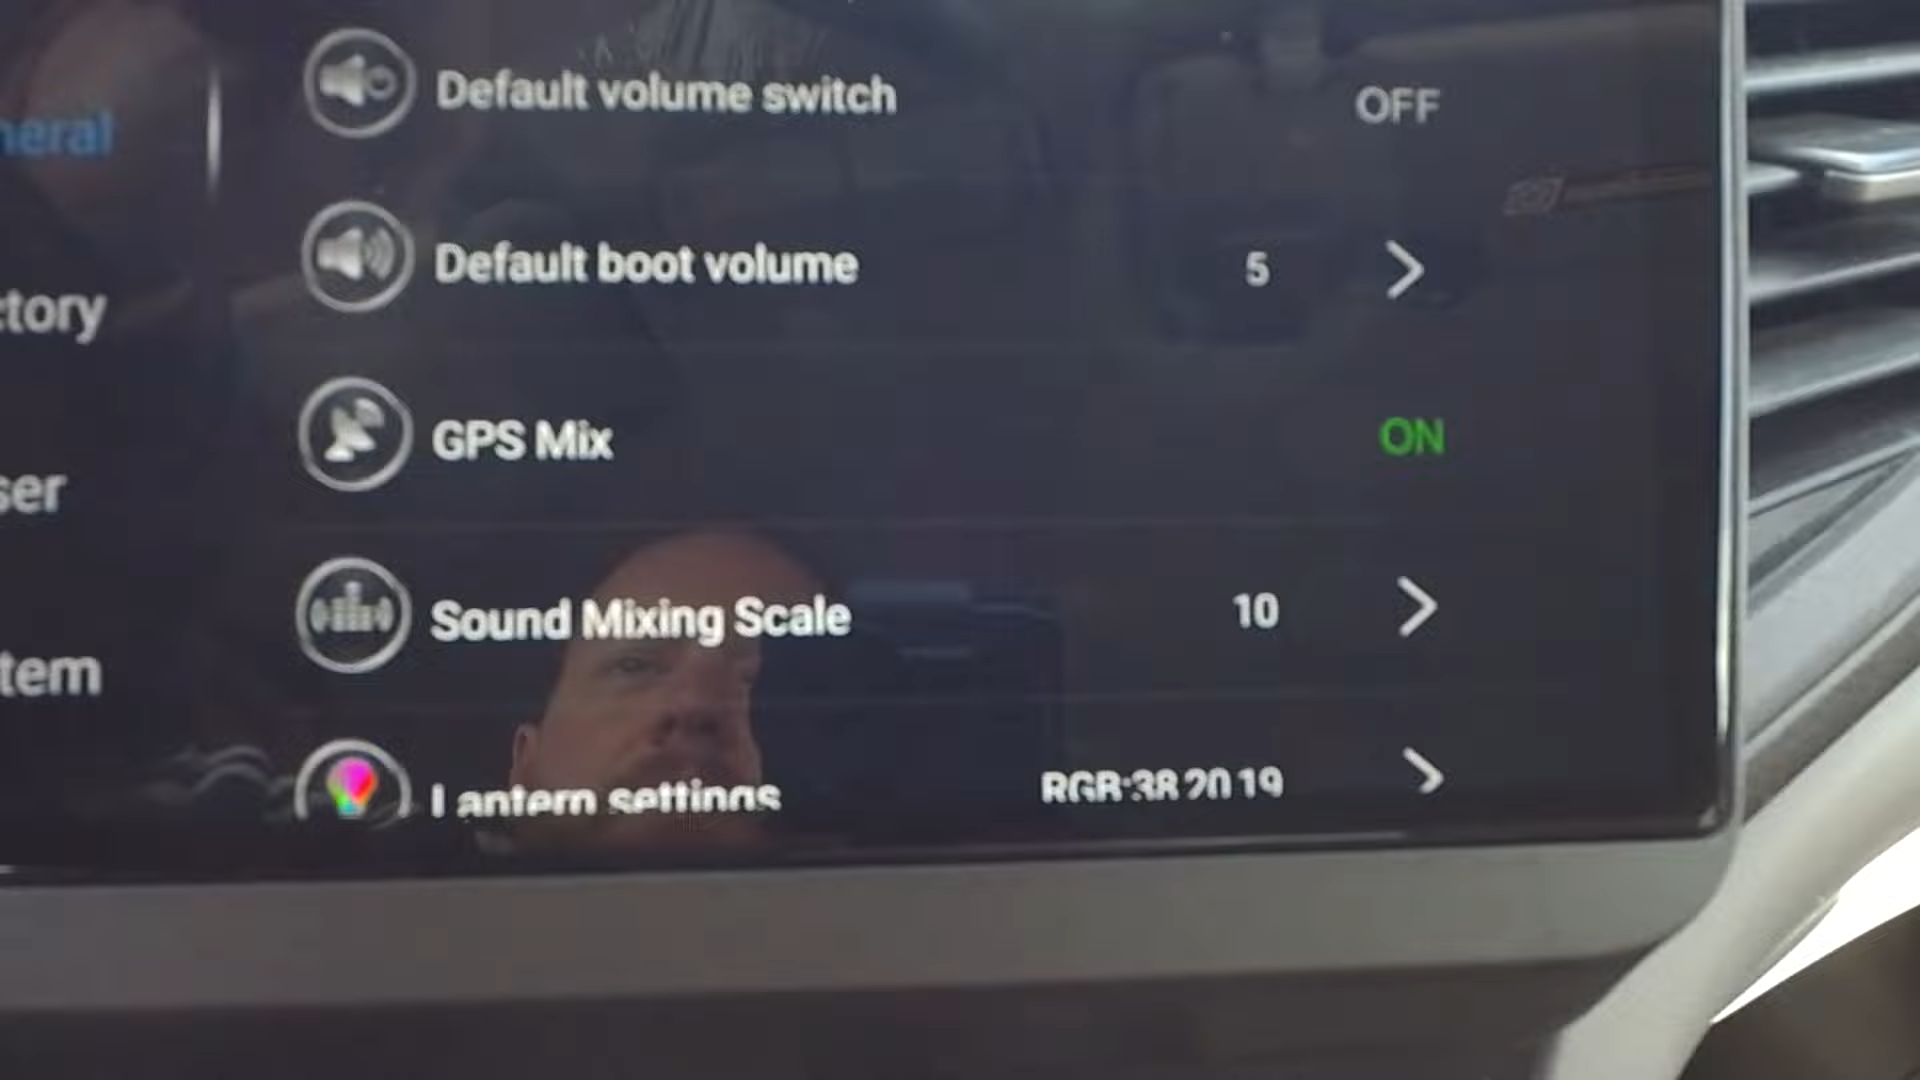 Default volume switch OFF
neral
Default boot volume 5
ctory
GPS Mix ON
ser
Sound Mixing Scale 10
tem
Lantern settings RGB:38 20 19